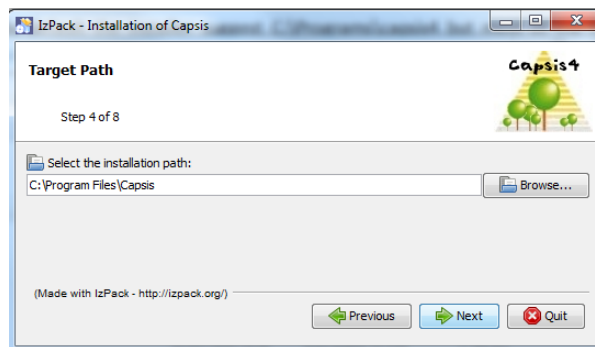 IzPack - Installation of Capsis
Target Path
Capsis4
Step 4 of 8
Select the installation path:
C:\Program Files\Capsis
Browse...
(Made with IzPack - http://izpack.org/)
Previous
Next
Quit